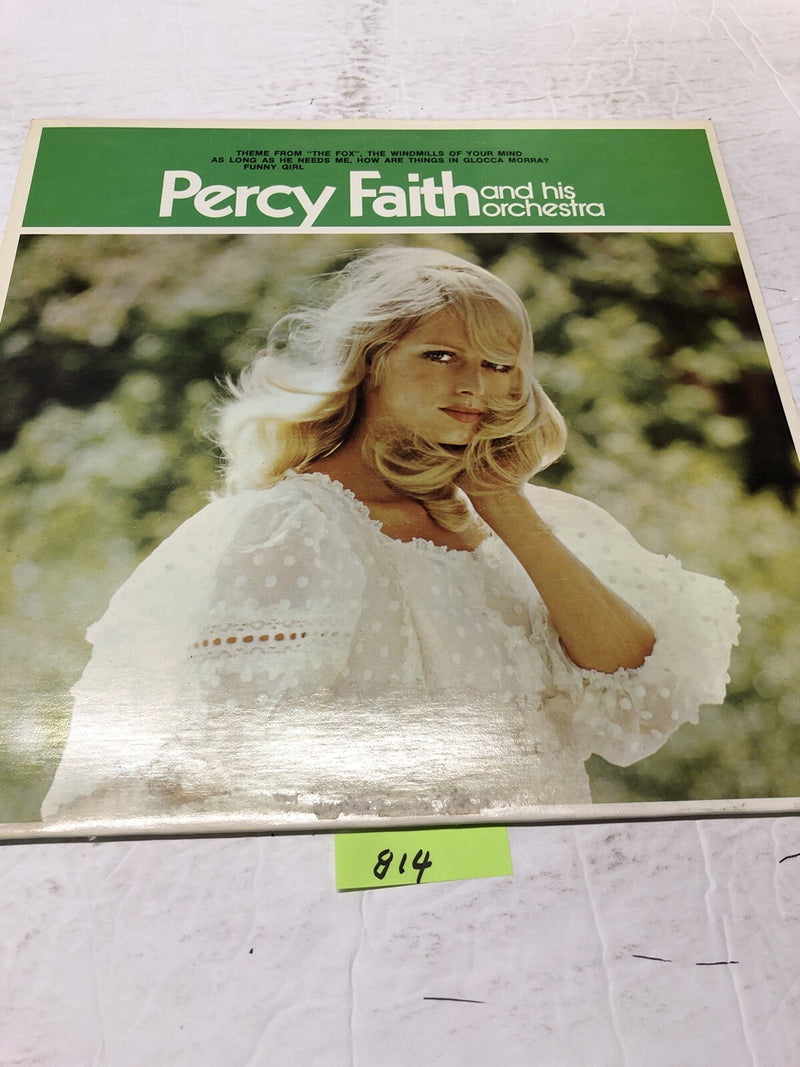 THEME FROM "THE FOX", THE WINDMILLS OF YOUR MIND
AS LONG AS HE NEEDS ME, HOW ARE THINGS IN GLOCCA MORRA?
FUNNY GIRL
Percy Faith and his
orchestra
814